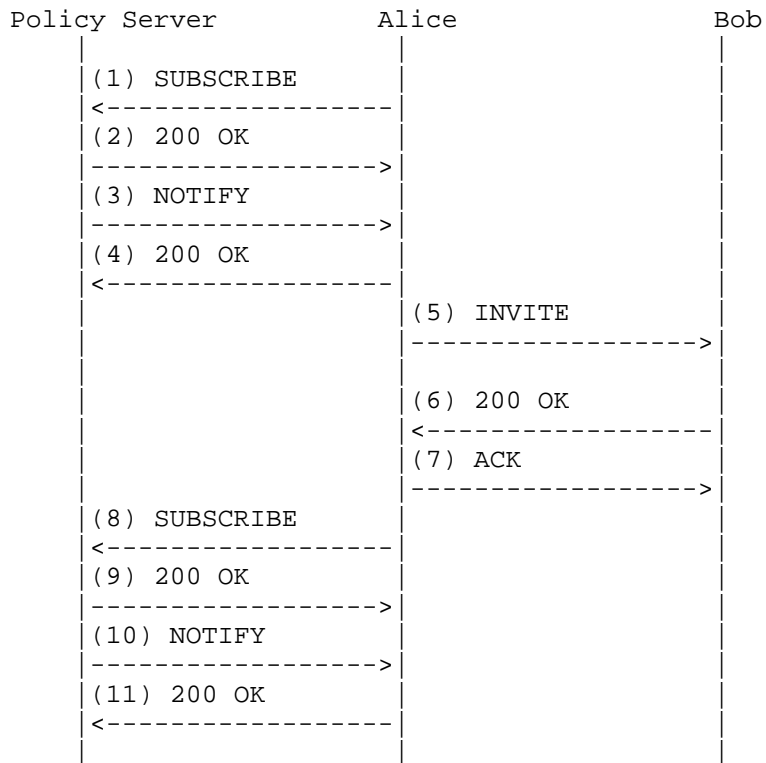 Policy Server Alice Bob
(1) SUBSCRIBE
(2) 200 OK
(3) NOTIFY
(4) 200 OK
(5) INVITE
(6) 200 OK
(7) ACK
(8) SUBSCRIBE
(9) 200 OK
(10) NOTIFY
(11) 200 OK